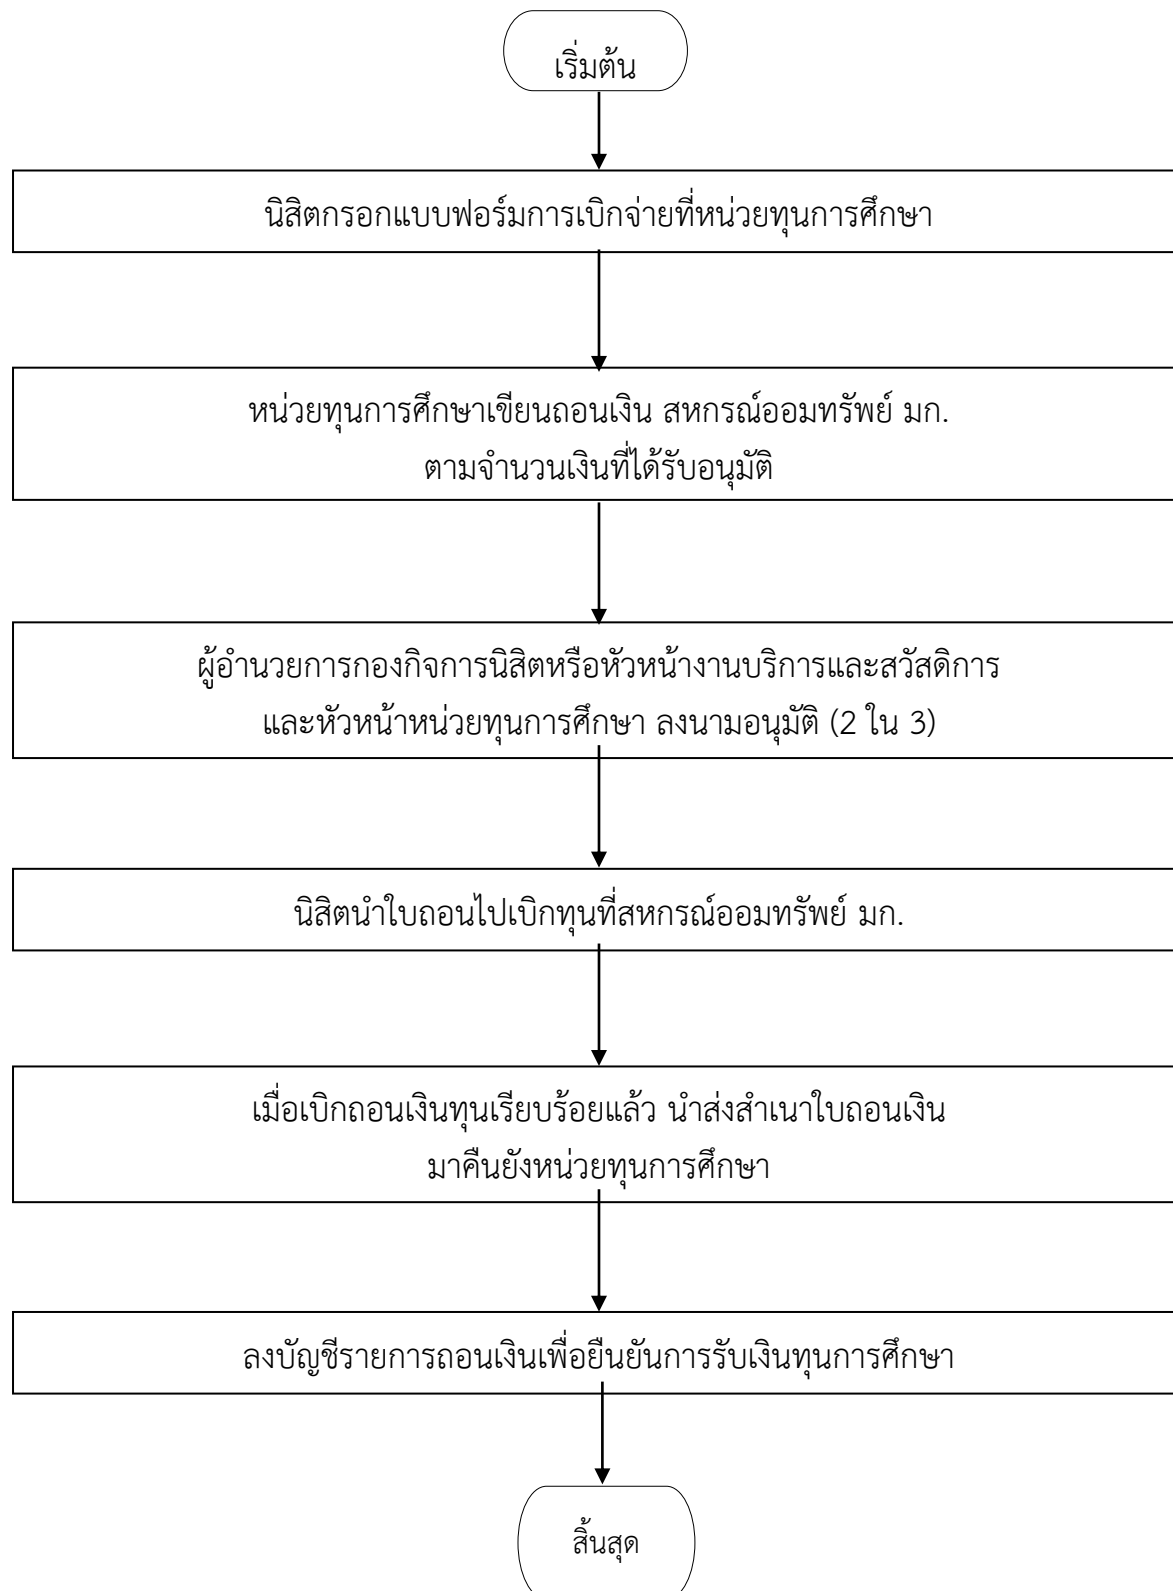 เริ่มต้น
นิสิตกรอกแบบฟอร์มการเบิกจ่ายที่หน่วยทุนการศึกษา
หน่วยทุนการศึกษาเขียนถอนเงิน สหกรณ์ออมทรัพย์ มก.
ตามจำนวนเงินที่ได้รับอนุมัติ
ผู้อำนวยการกองกิจการนิสิตหรือหัวหน้างานบริการและสวัสดิการ
และหัวหน้าหน่วยทุนการศึกษา ลงนามอนุมัติ (2 ใน 3)
นิสิตนำใบถอนไปเบิกทุนที่สหกรณ์ออมทรัพย์ มก.
เมื่อเบิกถอนเงินทุนเรียบร้อยแล้ว นำส่งสำเนาใบถอนเงิน
มาคืนยังหน่วยทุนการศึกษา
ลงบัญชีรายการถอนเงินเพื่อยืนยันการรับเงินทุนการศึกษา
สิ้นสุด